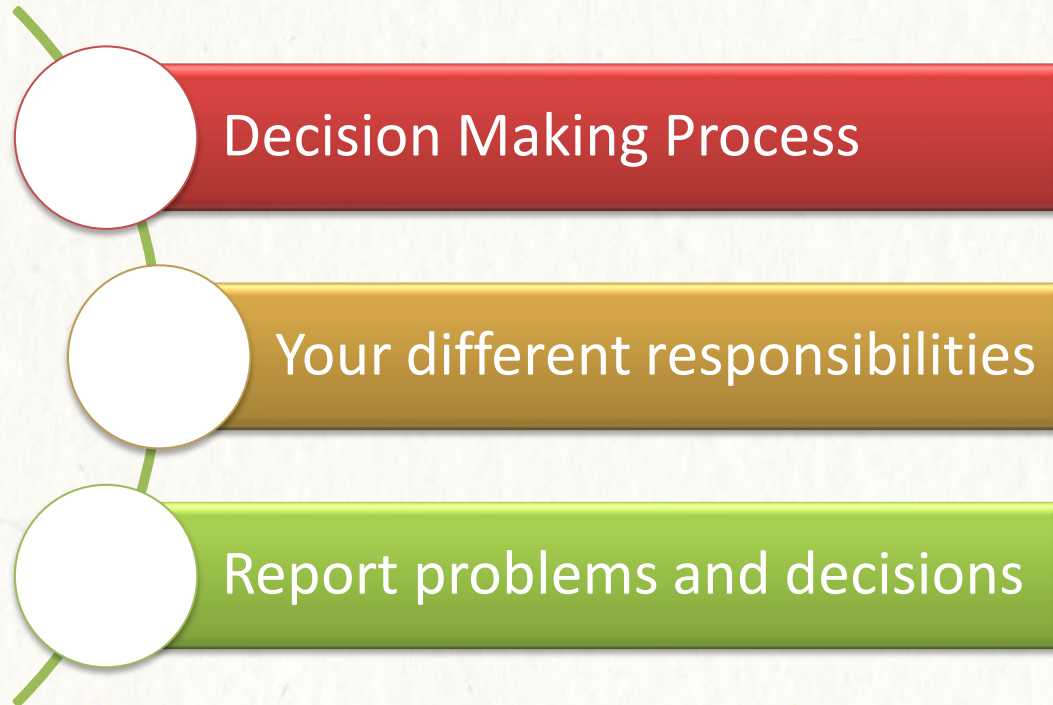 Decision Making Process
Your different responsibilities
Report problems and decisions